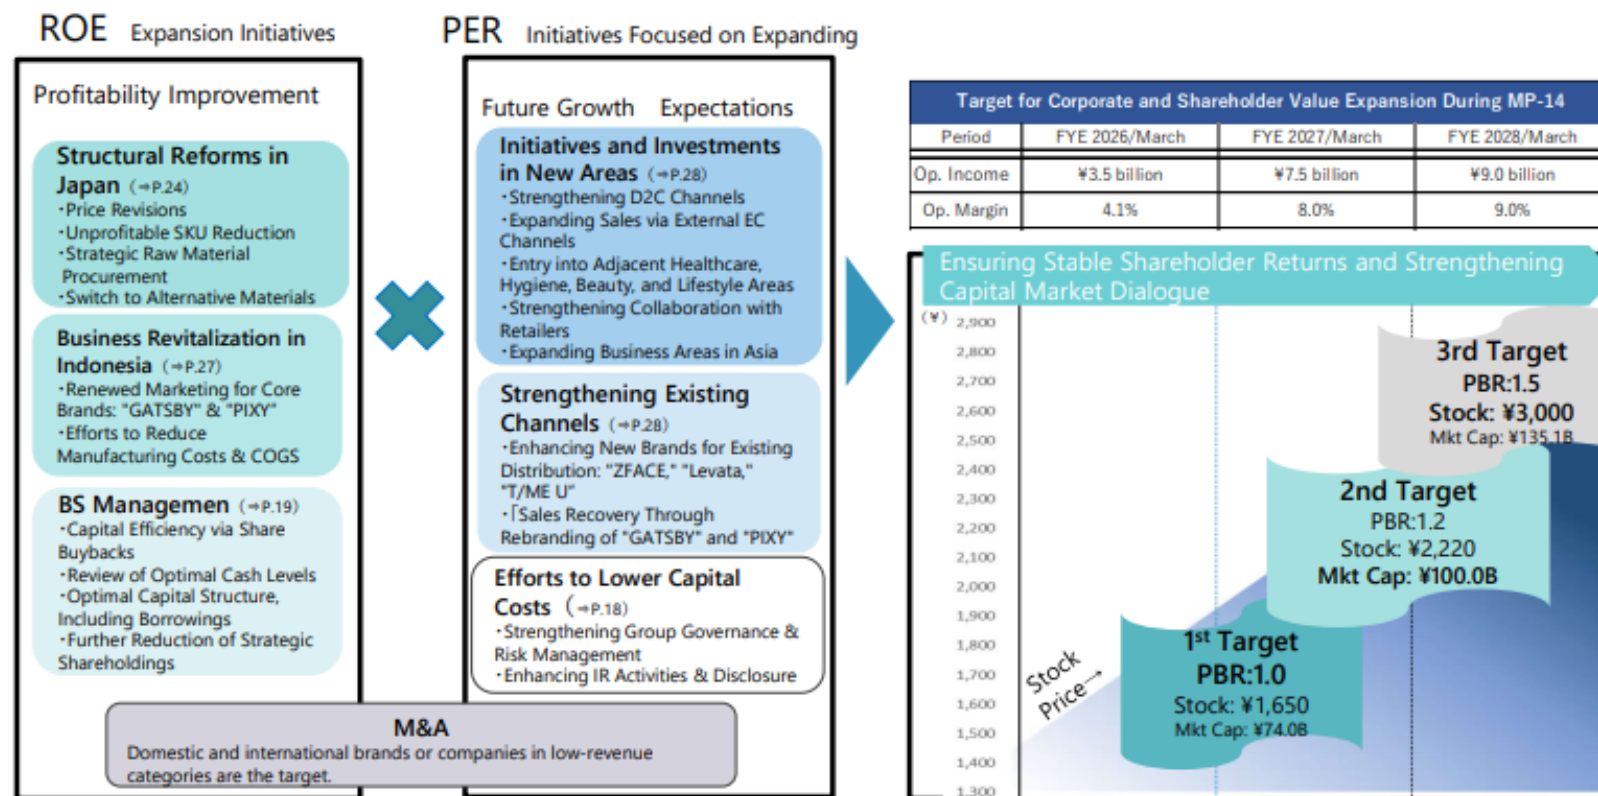 ROE Expansion Initiatives
Profitability Improvement
Structural Reforms in
Japan (⇒P.24)
・Price Revisions
・Unprofitable SKU Reduction
・Strategic Raw Material
Procurement
・Switch to Alternative Materials
Business Revitalization in
Indonesia (⇒P.27)
・Renewed Marketing for Core
Brands: "GATSBY" & "PIXY"
・Efforts to Reduce
Manufacturing Costs & COGS
BS Managemen (⇒P.19)
・Capital Efficiency via Share
Buybacks
・Review of Optimal Cash Levels
・Optimal Capital Structure,
Including Borrowings
・Further Reduction of Strategic
Shareholdings
PER Initiatives Focused on Expanding
Future Growth Expectations
Initiatives and Investments
in New Areas (⇒P.28)
・Strengthening D2C Channels
・Expanding Sales via External EC
Channels
・Entry into Adjacent Healthcare,
Hygiene, Beauty, and Lifestyle Areas
・Strengthening Collaboration with
Retailers
・Expanding Business Areas in Asia
Strengthening Existing
Channels (⇒P.28)
・Enhancing New Brands for Existing
Distribution: "ZFACE," "Levata,"
"T/ME U"
・「Sales Recovery Through
Rebranding of "GATSBY" and "PIXY"
Efforts to Lower Capital
Costs (⇒P.18)
・Strengthening Group Governance &
Risk Management
・Enhancing IR Activities & Disclosure
M&A
Domestic and international brands or companies in low-revenue
categories are the target.
Target for Corporate and Shareholder Value Expansion During MP-14
Period FYE 2026/March FYE 2027/March FYE 2028/March
Op. Income ¥3.5 billion ¥7.5 billion ¥9.0 billion
Op. Margin 4.1% 8.0% 9.0%
Ensuring Stable Shareholder Returns and Strengthening
Capital Market Dialogue
(¥)
2,900
2,800
2,700
2,600
2,500
2,400
2,300
2,200
2,100
2,000
1,900
1,800
1,700
1,600
1,500
1,400
1,300
Stock
Price→
1st Target
PBR:1.0
Stock: ¥1,650
Mkt Cap: ¥74.0B
2nd Target
PBR:1.2
Stock: ¥2,220
Mkt Cap: ¥100.0B
3rd Target
PBR:1.5
Stock: ¥3,000
Mkt Cap: ¥135.1B